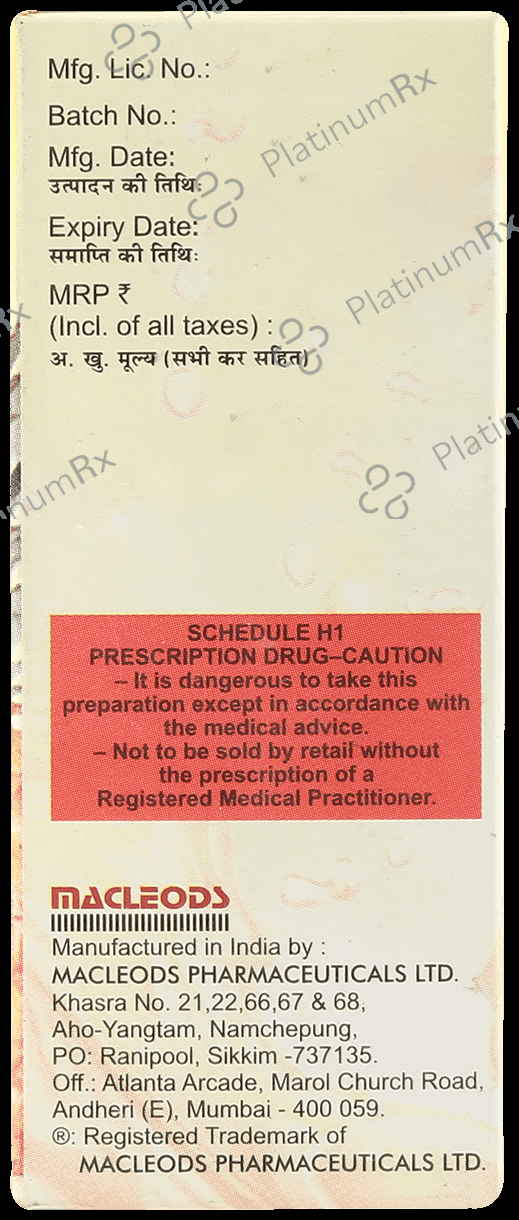 Mfg. Lic. No.:
Batch No.:
Mfg. Date:
उत्पादन की तिथिः
Expiry Date:
समाप्ति की तिथिः
MRP ₹
(Incl. of all taxes) :
अ. खु. मूल्य (सभी कर सहित)
PlatinumRx
PlatinumRx
PlatinumRx
PlatinumRx
SCHEDULE H1
PRESCRIPTION DRUG–CAUTION
– It is dangerous to take this
preparation except in accordance with
the medical advice.
– Not to be sold by retail without
the prescription of a
Registered Medical Practitioner.
MACLEODS
Manufactured in India by :
MACLEODS PHARMACEUTICALS LTD.
Khasra No. 21,22,66,67 & 68,
Aho-Yangtam, Namchepung,
PO: Ranipool, Sikkim -737135.
Off.: Atlanta Arcade, Marol Church Road,
Andheri (E), Mumbai - 400 059.
®: Registered Trademark of
MACLEODS PHARMACEUTICALS LTD.